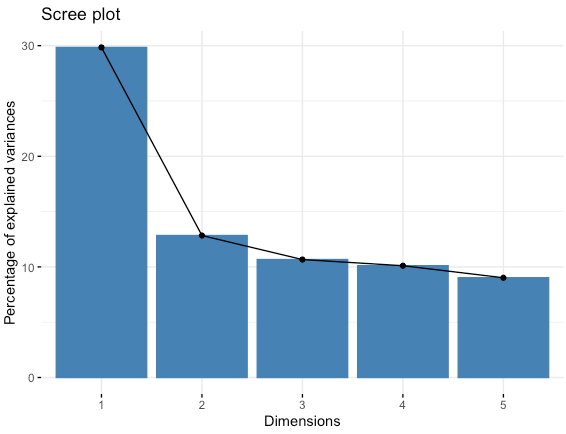 Scree plot
Percentage of explained variances
30
20
10
0
1 2 3 4 5
Dimensions